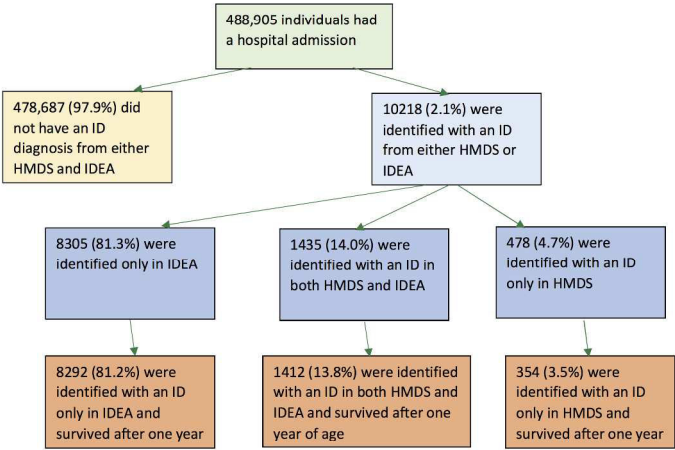 488,905 individuals had
a hospital admission
478,687 (97.9%) did
not have an ID
diagnosis from either
HMDS and IDEA
10218 (2.1%) were
identified with an ID
from either HMDS or
IDEA
8305 (81.3%) were
identified only in IDEA
1435 (14.0%) were
identified with an ID in
both HMDS and IDEA
478 (4.7%) were
identified with an ID
only in HMDS
8292 (81.2%) were
identified with an ID
only in IDEA and
survived after one year
1412 (13.8%) were identified
with an ID in both HMDS and
IDEA and survived after one
year of age
354 (3.5%) were
identified with an ID
only in HMDS and
survived after one year